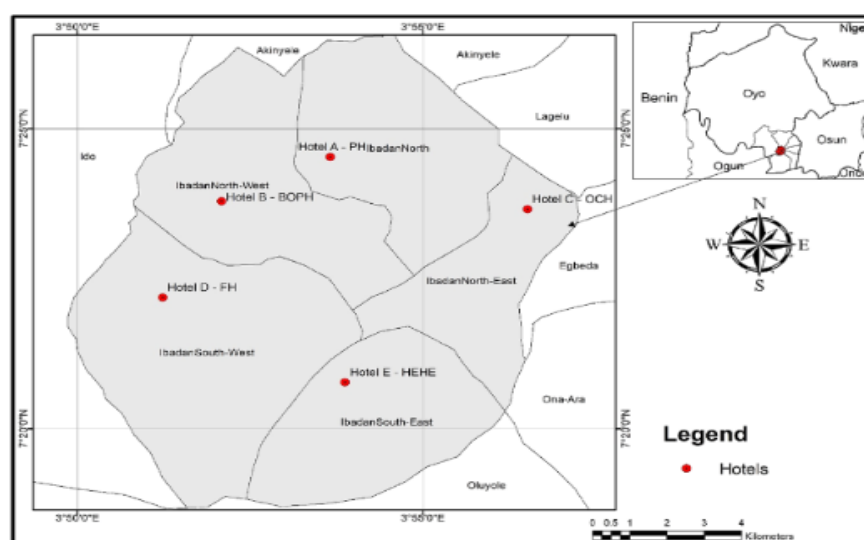 3°50'0"E
3°55'0"E
Akinyele
Akinyele
Lagelu
7°25'0"N
7°25'0"N
Ido
Hotel A - PH
IbadanNorth
IbadanNorth-West
Hotel B - BOPH
Hotel C - OCH
Egbeda
IbadanNorth-East
Hotel D - FH
IbadanSouth-West
Hotel E - HEHE
IbadanSouth-East
Ona-Ara
7°20'0"N
7°20'0"N
Oluyole
3°50'0"E
3°55'0"E
Nige
Kwara
Oyo
Benin
Osun
Ogun
Ondo
N
W
E
S
Legend
Hotels
0 0.5 1 2 3 4
Kilometers